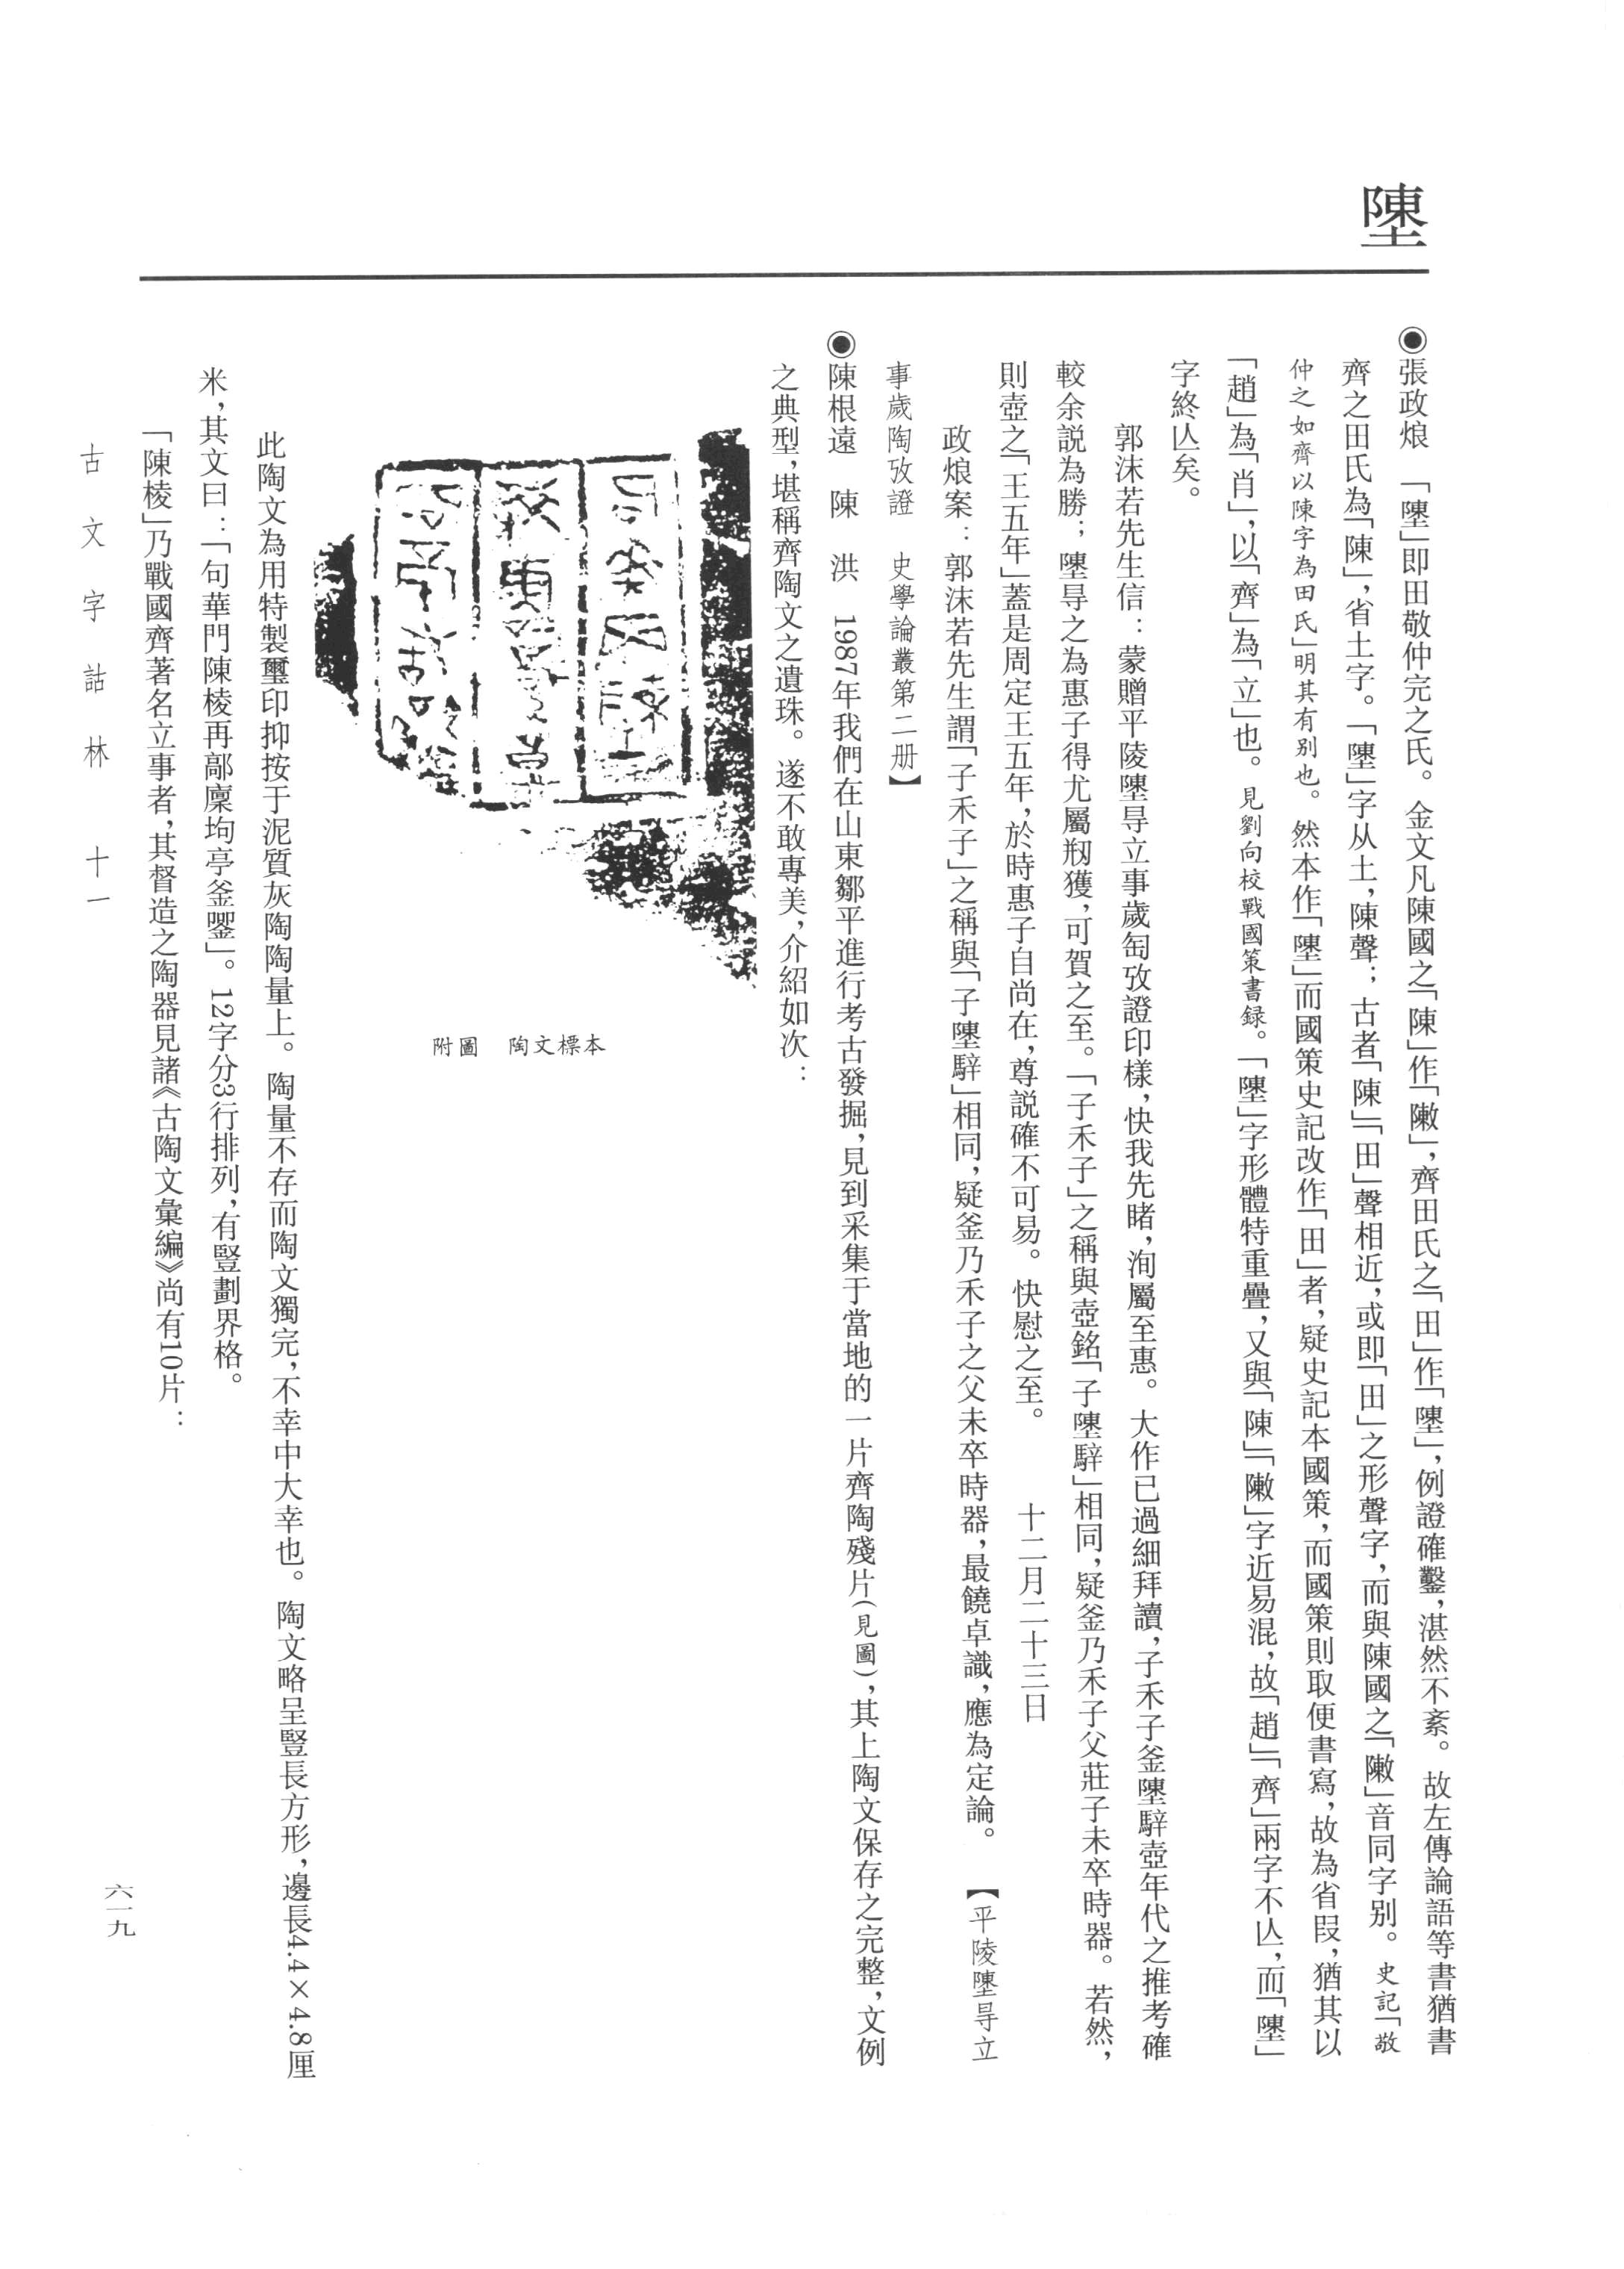 塦
◉張政烺　「塦」即田敬仲完之氏。金文凡陳國之「陳」作「敶」，齊田氏之「田」作「塦」，例證確鑿，湛然不紊。故左傳論語等書猶書
齊之田氏為「陳」，省土字。「塦」字从土，陳聲；古者「陳」「田」聲相近，或即「田」之形聲字，而與陳國之「敶」音同字别。史記「敬
仲之如齊以陳字為田氏」明其有别也。然本作「塦」而國策史記改作「田」者，疑史記本國策，而國策則取便書寫，故為省叚，猶其以
「趙」為「肖」，以「齊」為「立」也。見劉向校戰國策書録。「塦」字形體特重疊，又與「陳」「敶」字近易混，故「趙」「齊」兩字不亾，而「塦」
字終亾矣。
郭沫若先生信：蒙贈平陵塦㝵立事歲匋攷證印樣，快我先睹，洵屬至惠。大作已過細拜讀，子禾子釜塦騂壺年代之推考確
較余説為勝；塦㝵之為惠子得尤屬剏獲，可賀之至。「子禾子」之稱與壺銘「子塦騂」相同，疑釜乃禾子父莊子未卒時器。若然，
則壺之「王五年」蓋是周定王五年，於時惠子自尚在，尊説確不可易。快慰之至。　　十二月二十三日
政烺案：郭沫若先生謂「子禾子」之稱與「子塦騂」相同，疑釜乃禾子之父未卒時器，最饒卓識，應為定論。　【平陵塦㝵立
事歲陶攷證　史學論叢第二册】
◉陳根遠　陳　洪　1987年我們在山東鄒平進行考古發掘，見到采集于當地的一片齊陶殘片（見圖），其上陶文保存之完整，文例
之典型，堪稱齊陶文之遺珠。遂不敢專美，介紹如次：
附圖　陶文標本
此陶文為用特製璽印抑按于泥質灰陶陶量上。陶量不存而陶文獨完，不幸中大幸也。陶文略呈豎長方形，邊長4.4×4.8厘
米，其文曰：「句華門陳棱再鄗廩均亭釜璺」。12字分3行排列，有豎劃界格。
「陳棱」乃戰國齊著名立事者，其督造之陶器見諸《古陶文彙編》尚有10片：
古文字詁林　十一
六一九